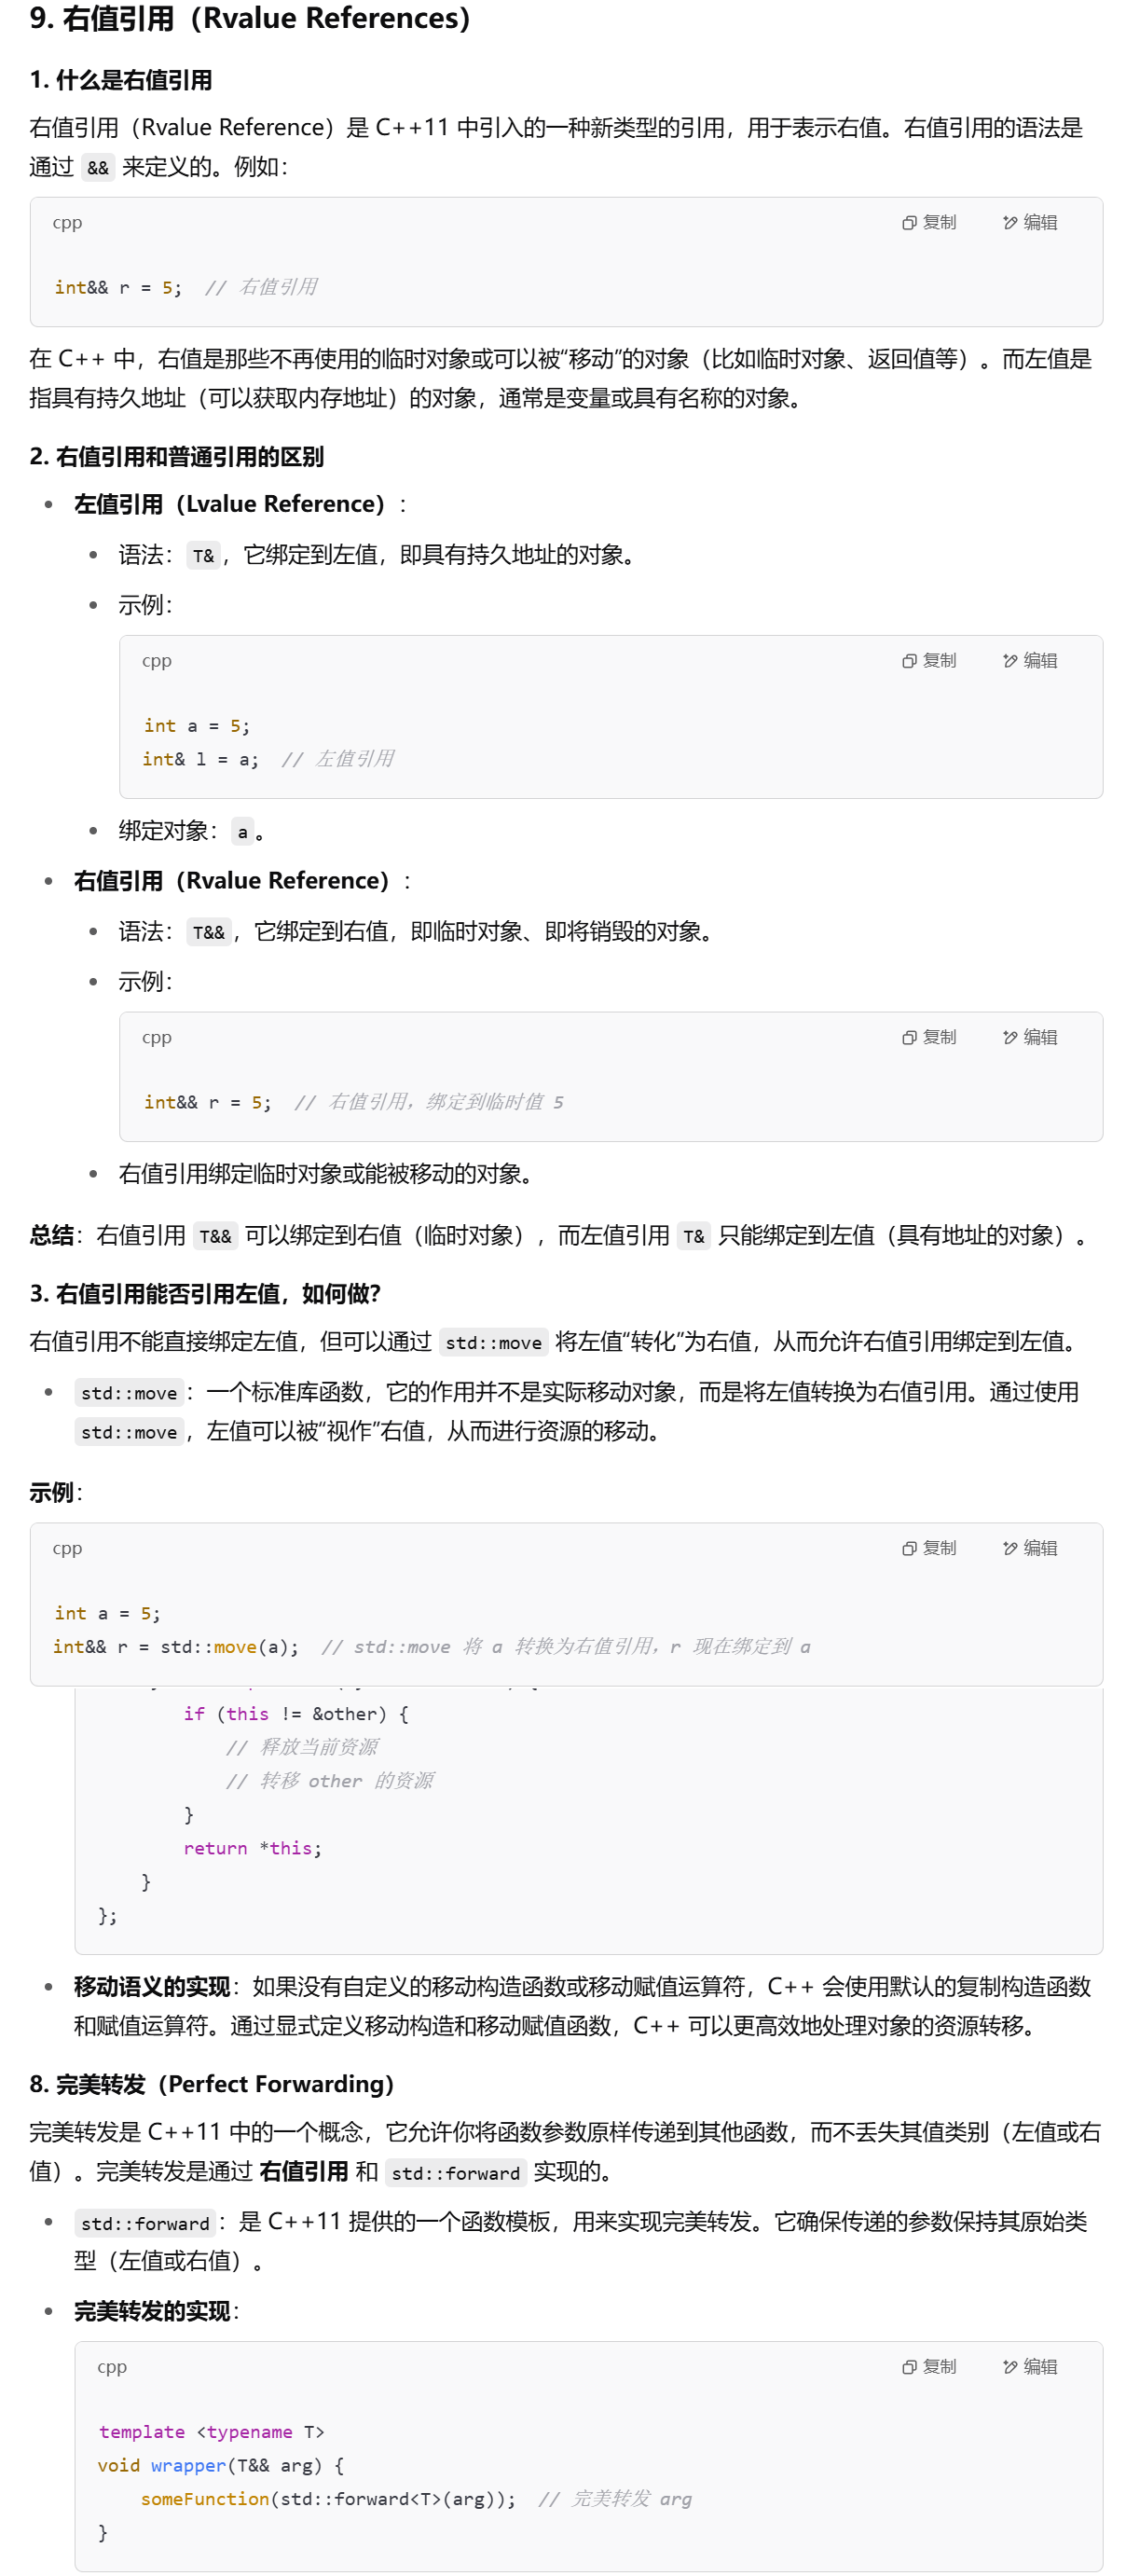 9. 右值引用（Rvalue References）
1. 什么是右值引用
右值引用（Rvalue Reference）是 C++11 中引入的一种新类型的引用，用于表示右值。右值引用的语法是
通过 && 来定义的。例如：
cpp 复制 编辑
int&& r = 5;  // 右值引用
在 C++ 中，右值是那些不再使用的临时对象或可以被“移动”的对象（比如临时对象、返回值等）。而左值是
指具有持久地址（可以获取内存地址）的对象，通常是变量或具有名称的对象。
2. 右值引用和普通引用的区别
• 左值引用（Lvalue Reference）：
• 语法：T&，它绑定到左值，即具有持久地址的对象。
• 示例：
cpp 复制 编辑
int a = 5;
int& l = a;  // 左值引用
• 绑定对象：a。
• 右值引用（Rvalue Reference）：
• 语法：T&&，它绑定到右值，即临时对象、即将销毁的对象。
• 示例：
cpp 复制 编辑
int&& r = 5;  // 右值引用，绑定到临时值 5
• 右值引用绑定临时对象或能被移动的对象。
总结：右值引用 T&& 可以绑定到右值（临时对象），而左值引用 T& 只能绑定到左值（具有地址的对象）。
3. 右值引用能否引用左值，如何做？
右值引用不能直接绑定左值，但可以通过 std::move 将左值“转化”为右值，从而允许右值引用绑定到左值。
• std::move：一个标准库函数，它的作用并不是实际移动对象，而是将左值转换为右值引用。通过使用
std::move，左值可以被“视作”右值，从而进行资源的移动。
示例：
cpp 复制 编辑
int a = 5;
int&& r = std::move(a);  // std::move 将 a 转换为右值引用，r 现在绑定到 a
if (this != &other) {
// 释放当前资源
// 转移 other 的资源
}
return *this;
}
};
• 移动语义的实现：如果没有自定义的移动构造函数或移动赋值运算符，C++ 会使用默认的复制构造函数
和赋值运算符。通过显式定义移动构造和移动赋值函数，C++ 可以更高效地处理对象的资源转移。
8. 完美转发（Perfect Forwarding）
完美转发是 C++11 中的一个概念，它允许你将函数参数原样传递到其他函数，而不丢失其值类别（左值或右
值）。完美转发是通过 右值引用 和 std::forward 实现的。
• std::forward：是 C++11 提供的一个函数模板，用来实现完美转发。它确保传递的参数保持其原始类
型（左值或右值）。
• 完美转发的实现：
cpp 复制 编辑
template <typename T>
void wrapper(T&& arg) {
someFunction(std::forward<T>(arg));  // 完美转发 arg
}